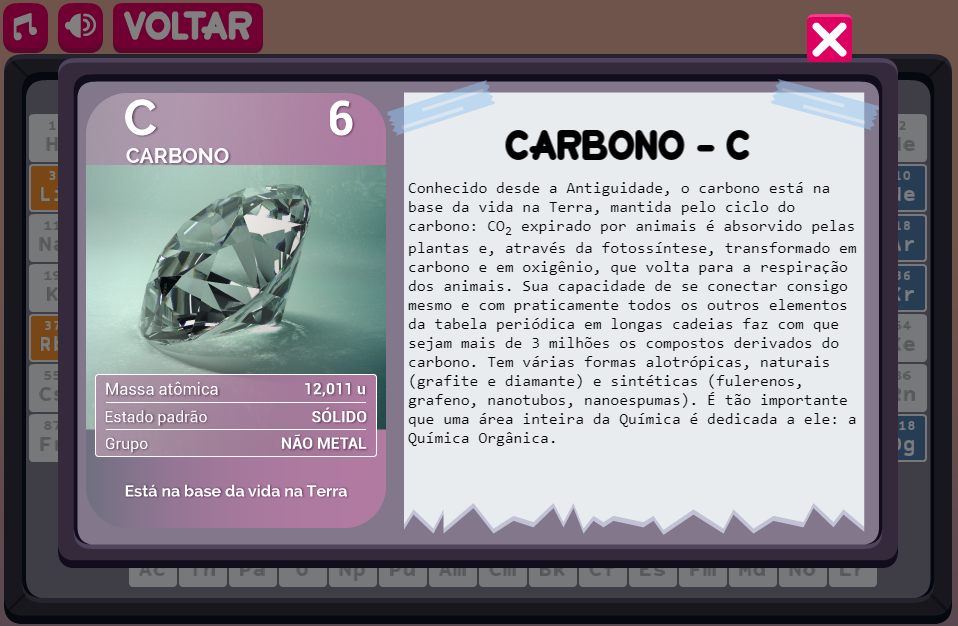 VOLTAR
C 6
CARBONO
Massa atômica 12,011 u
Estado padrão SÓLIDO
Grupo NÃO METAL
Está na base da vida na Terra
CARBONO - C
Conhecido desde a Antiguidade, o carbono está na
base da vida na Terra, mantida pelo ciclo do
carbono: CO₂ expirado por animais é absorvido pelas
plantas e, através da fotossíntese, transformado em
carbono e em oxigênio, que volta para a respiração
dos animais. Sua capacidade de se conectar consigo
mesmo e com praticamente todos os outros elementos
da tabela periódica em longas cadeias faz com que
sejam mais de 3 milhões os compostos derivados do
carbono. Tem várias formas alotrópicas, naturais
(grafite e diamante) e sintéticas (fulerenos,
grafeno, nanotubos, nanoespumas). É tão importante
que uma área inteira da Química é dedicada a ele: a
Química Orgânica.
Ac Th Pa U Np Pu Am Cm Bk Cf Es Fm Md No Lr